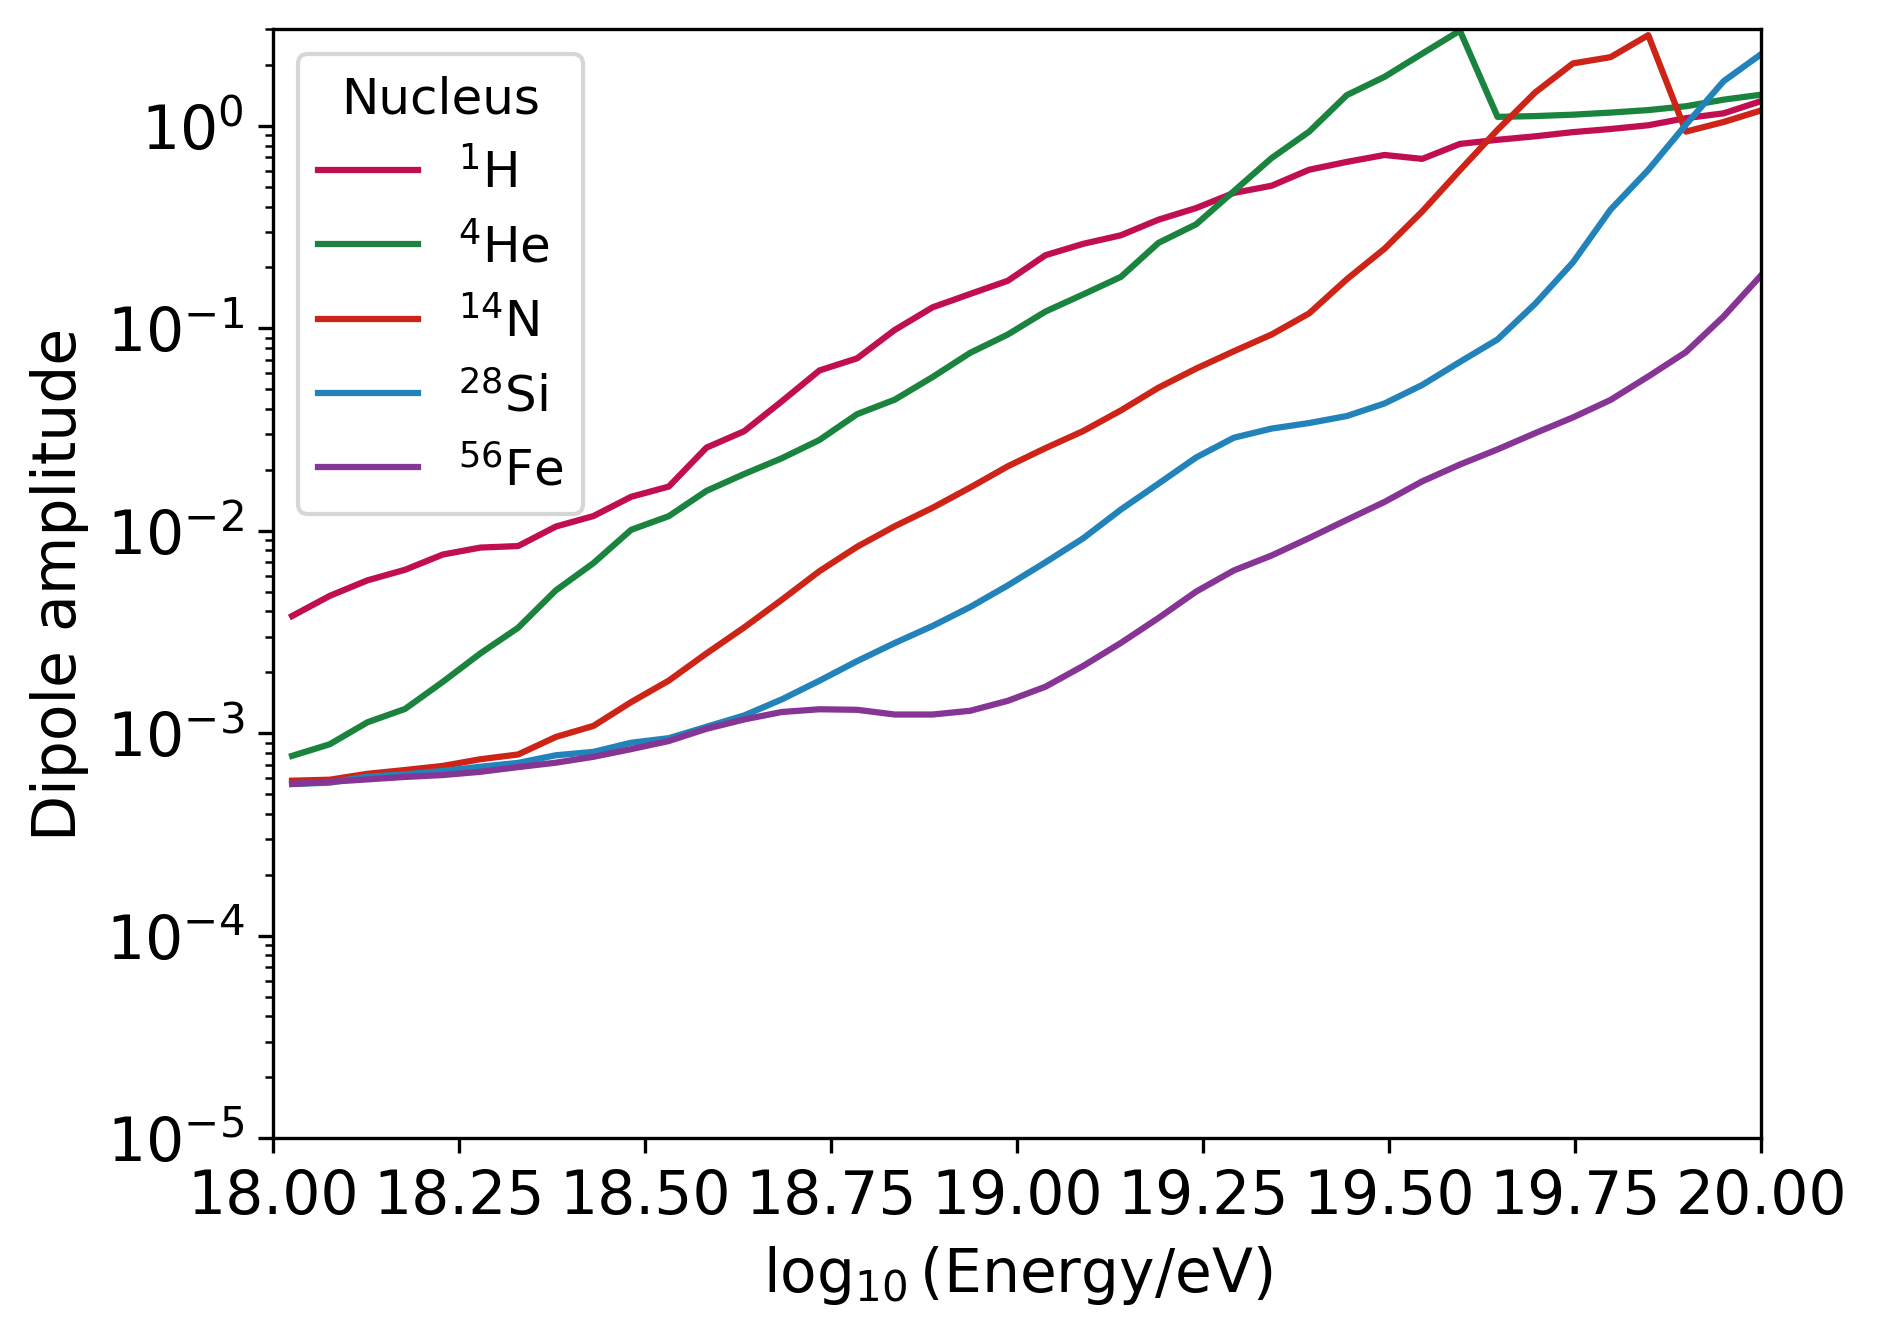 Nucleus
¹H
⁴He
¹⁴N
²⁸Si
⁵⁶Fe
Dipole amplitude
10⁰
10⁻¹
10⁻²
10⁻³
10⁻⁴
10⁻⁵
18.00 18.25 18.50 18.75 19.00 19.25 19.50 19.75 20.00
log₁₀(Energy/eV)